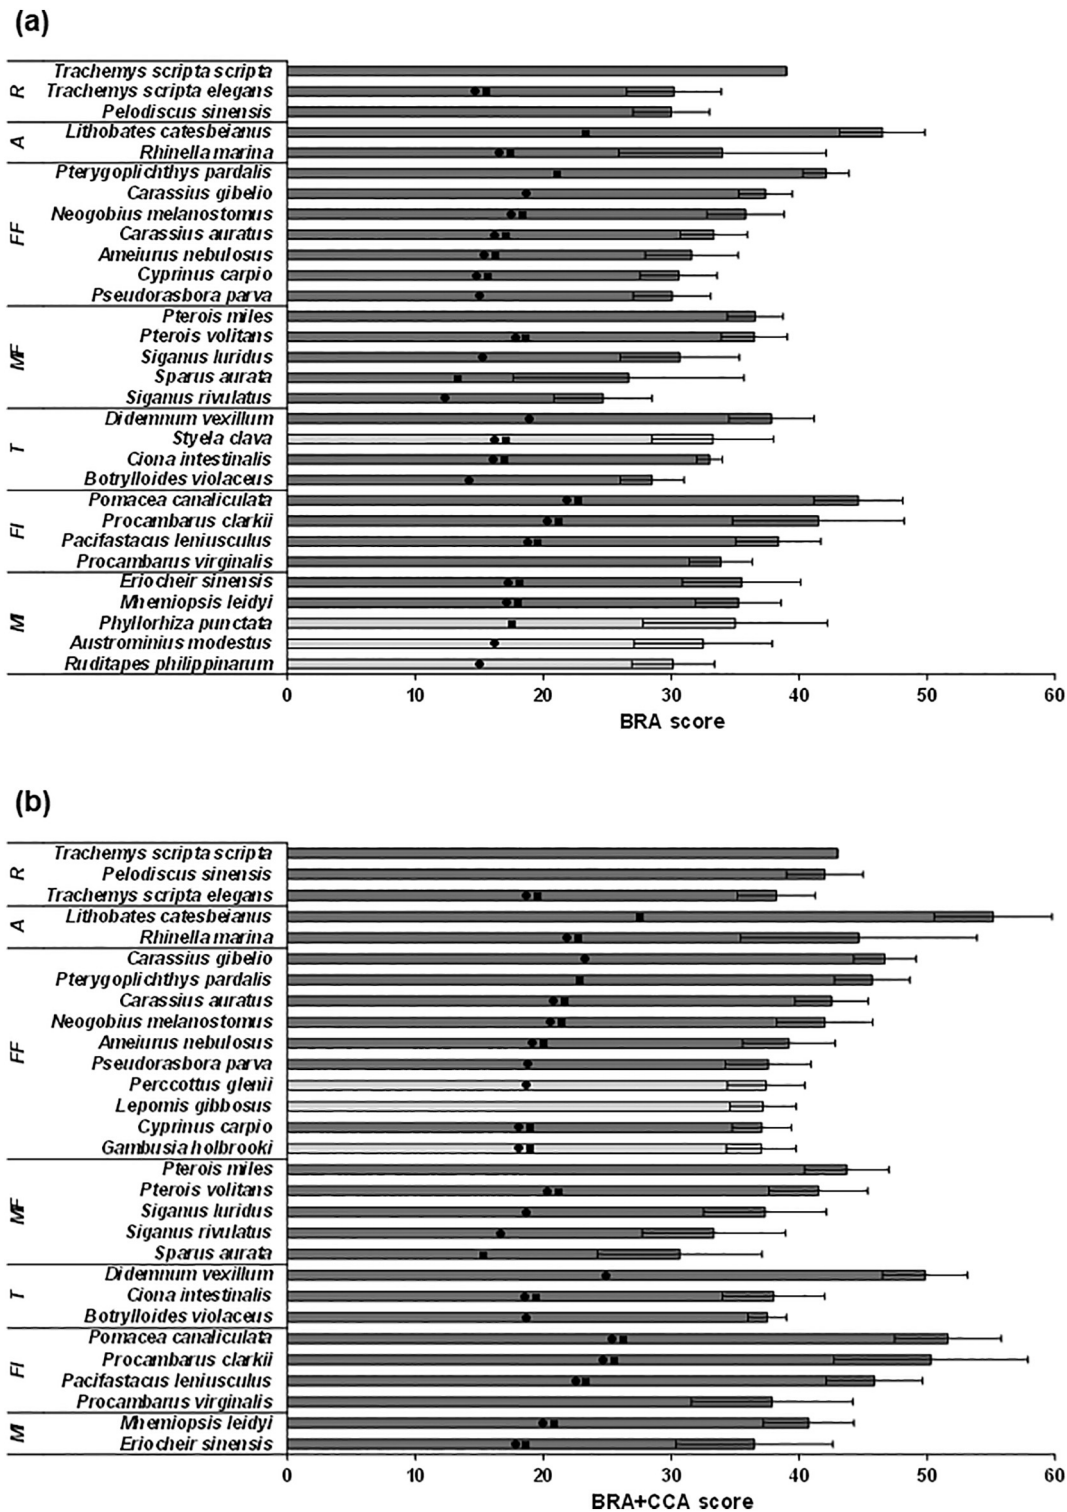 (a)
R
Trachemys scripta scripta
Trachemys scripta elegans
Pelodiscus sinensis
A
Lithobates catesbeianus
Rhinella marina
FF
Pterygoplichthys pardalis
Carassius gibelio
Neogobius melanostomus
Carassius auratus
Ameiurus nebulosus
Cyprinus carpio
Pseudorasbora parva
MF
Pterois miles
Pterois volitans
Siganus luridus
Sparus aurata
Siganus rivulatus
T
Didemnum vexillum
Styela clava
Ciona intestinalis
Botrylloides violaceus
FI
Pomacea canaliculata
Procambarus clarkii
Pacifastacus leniusculus
Procambarus virginalis
MI
Eriocheir sinensis
Mnemiopsis leidyi
Phyllorhiza punctata
Austrominius modestus
Ruditapes philippinarum
0 10 20 30 40 50 60
BRA score
(b)
R
Trachemys scripta scripta
Pelodiscus sinensis
Trachemys scripta elegans
A
Lithobates catesbeianus
Rhinella marina
FF
Carassius gibelio
Pterygoplichthys pardalis
Carassius auratus
Neogobius melanostomus
Ameiurus nebulosus
Pseudorasbora parva
Perccottus glenii
Lepomis gibbosus
Cyprinus carpio
Gambusia holbrooki
MF
Pterois miles
Pterois volitans
Siganus luridus
Siganus rivulatus
Sparus aurata
T
Didemnum vexillum
Ciona intestinalis
Botrylloides violaceus
FI
Pomacea canaliculata
Procambarus clarkii
Pacifastacus leniusculus
Procambarus virginalis
MI
Mnemiopsis leidyi
Eriocheir sinensis
0 10 20 30 40 50 60
BRA+CCA score